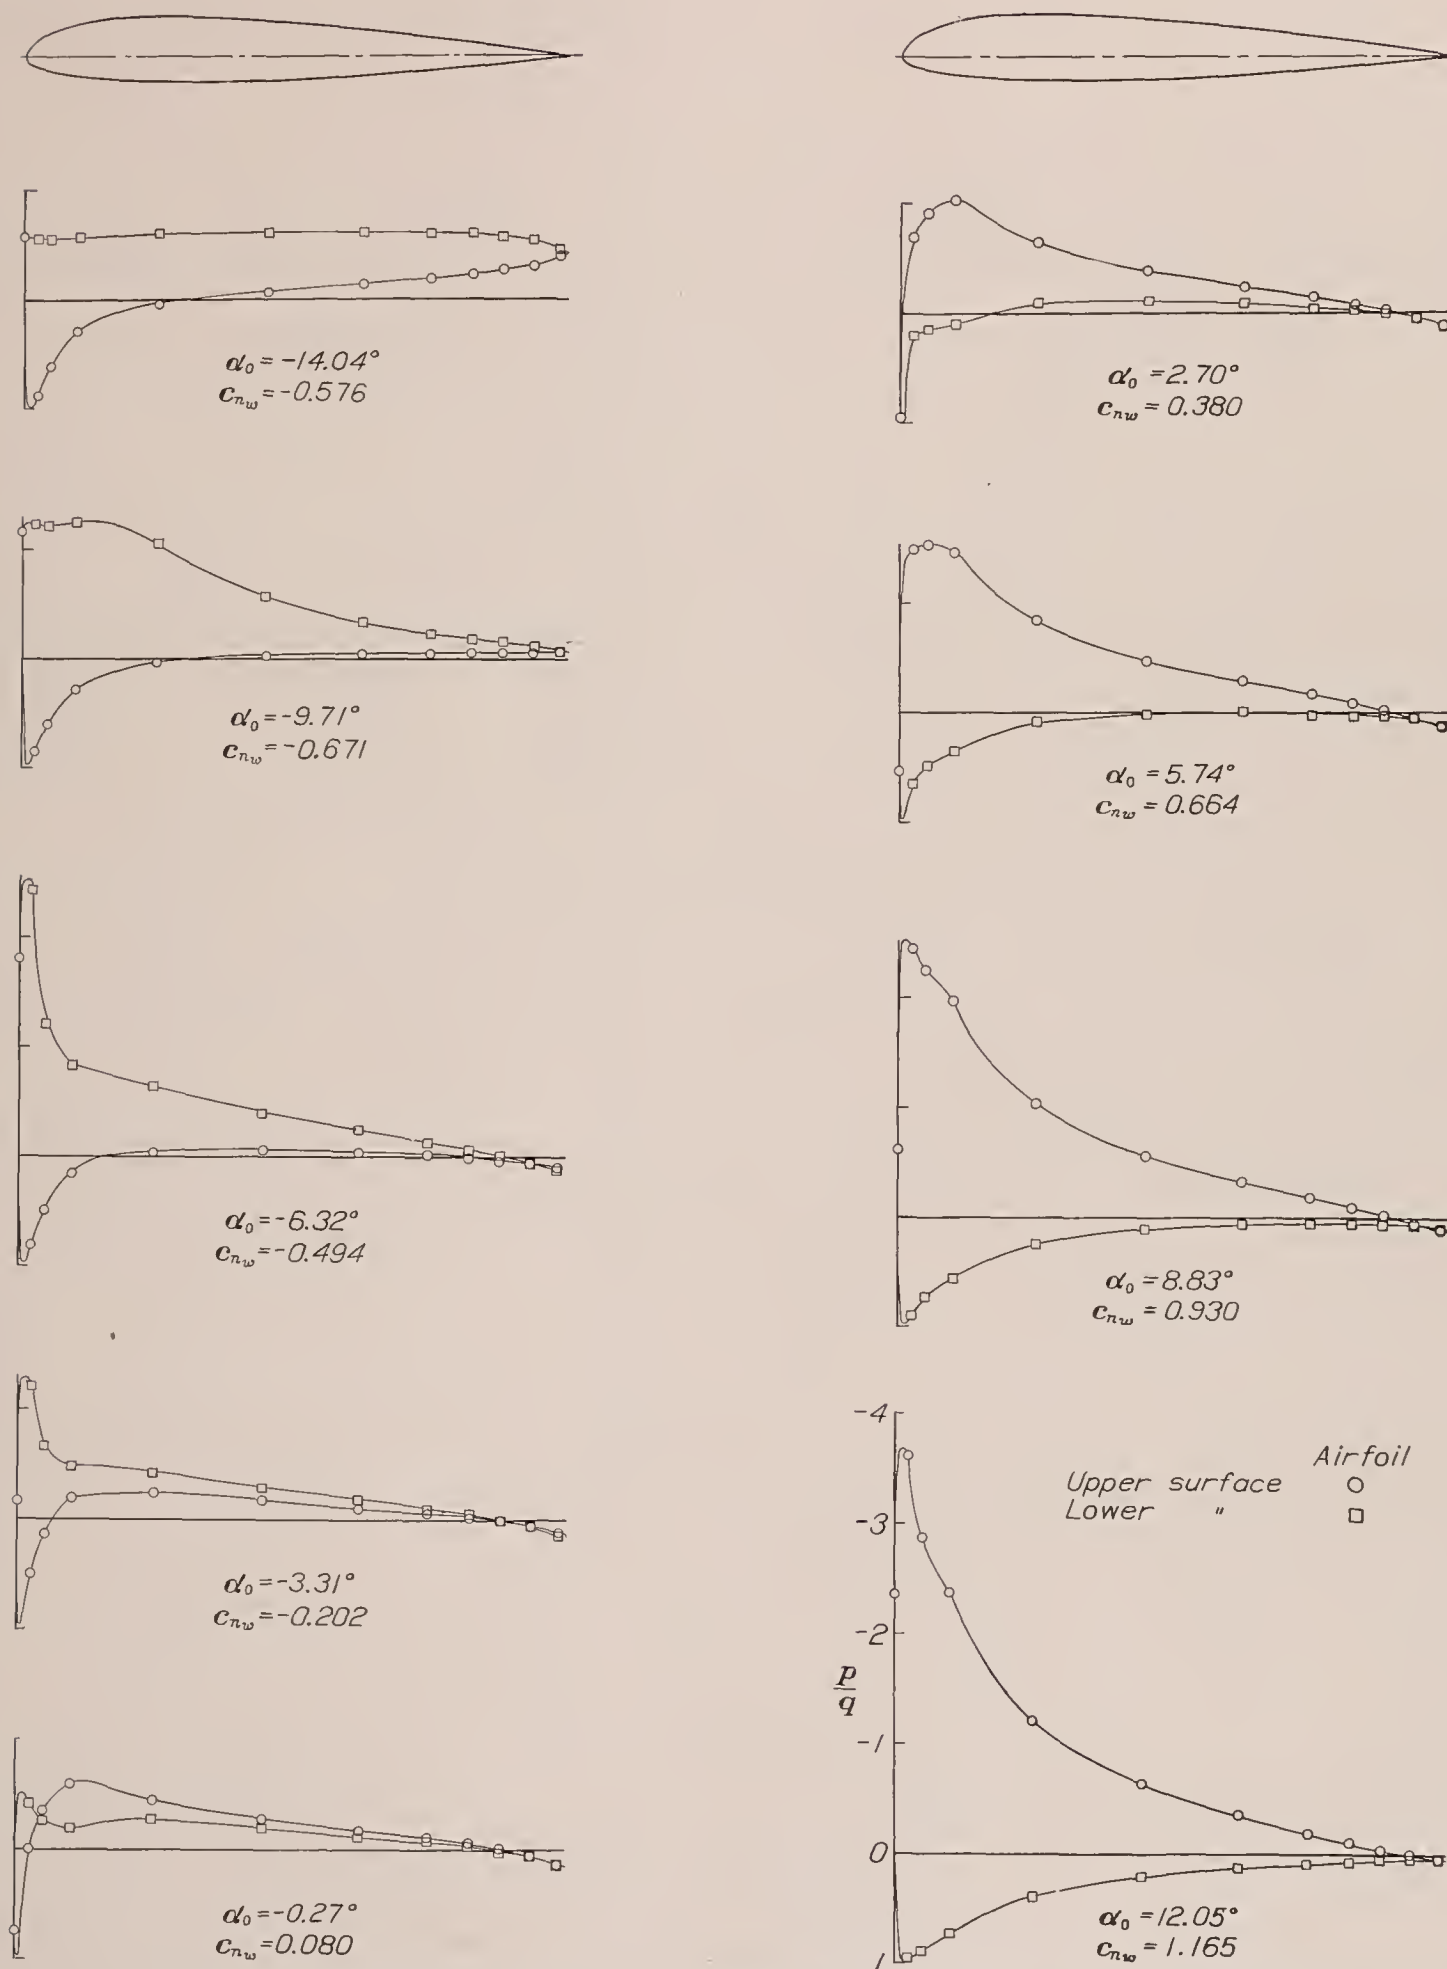 α₀ = -14.04°
cₙw = -0.576
α₀ = -9.71°
cₙw = -0.671
α₀ = -6.32°
cₙw = -0.494
α₀ = -3.31°
cₙw = -0.202
α₀ = -0.27°
cₙw = 0.080
α₀ = 2.70°
cₙw = 0.380
α₀ = 5.74°
cₙw = 0.664
α₀ = 8.83°
cₙw = 0.930
-4
-3
-2
p/q
-1
0
1
Airfoil
Upper surface ○
Lower " □
α₀ = 12.05°
cₙw = 1.165